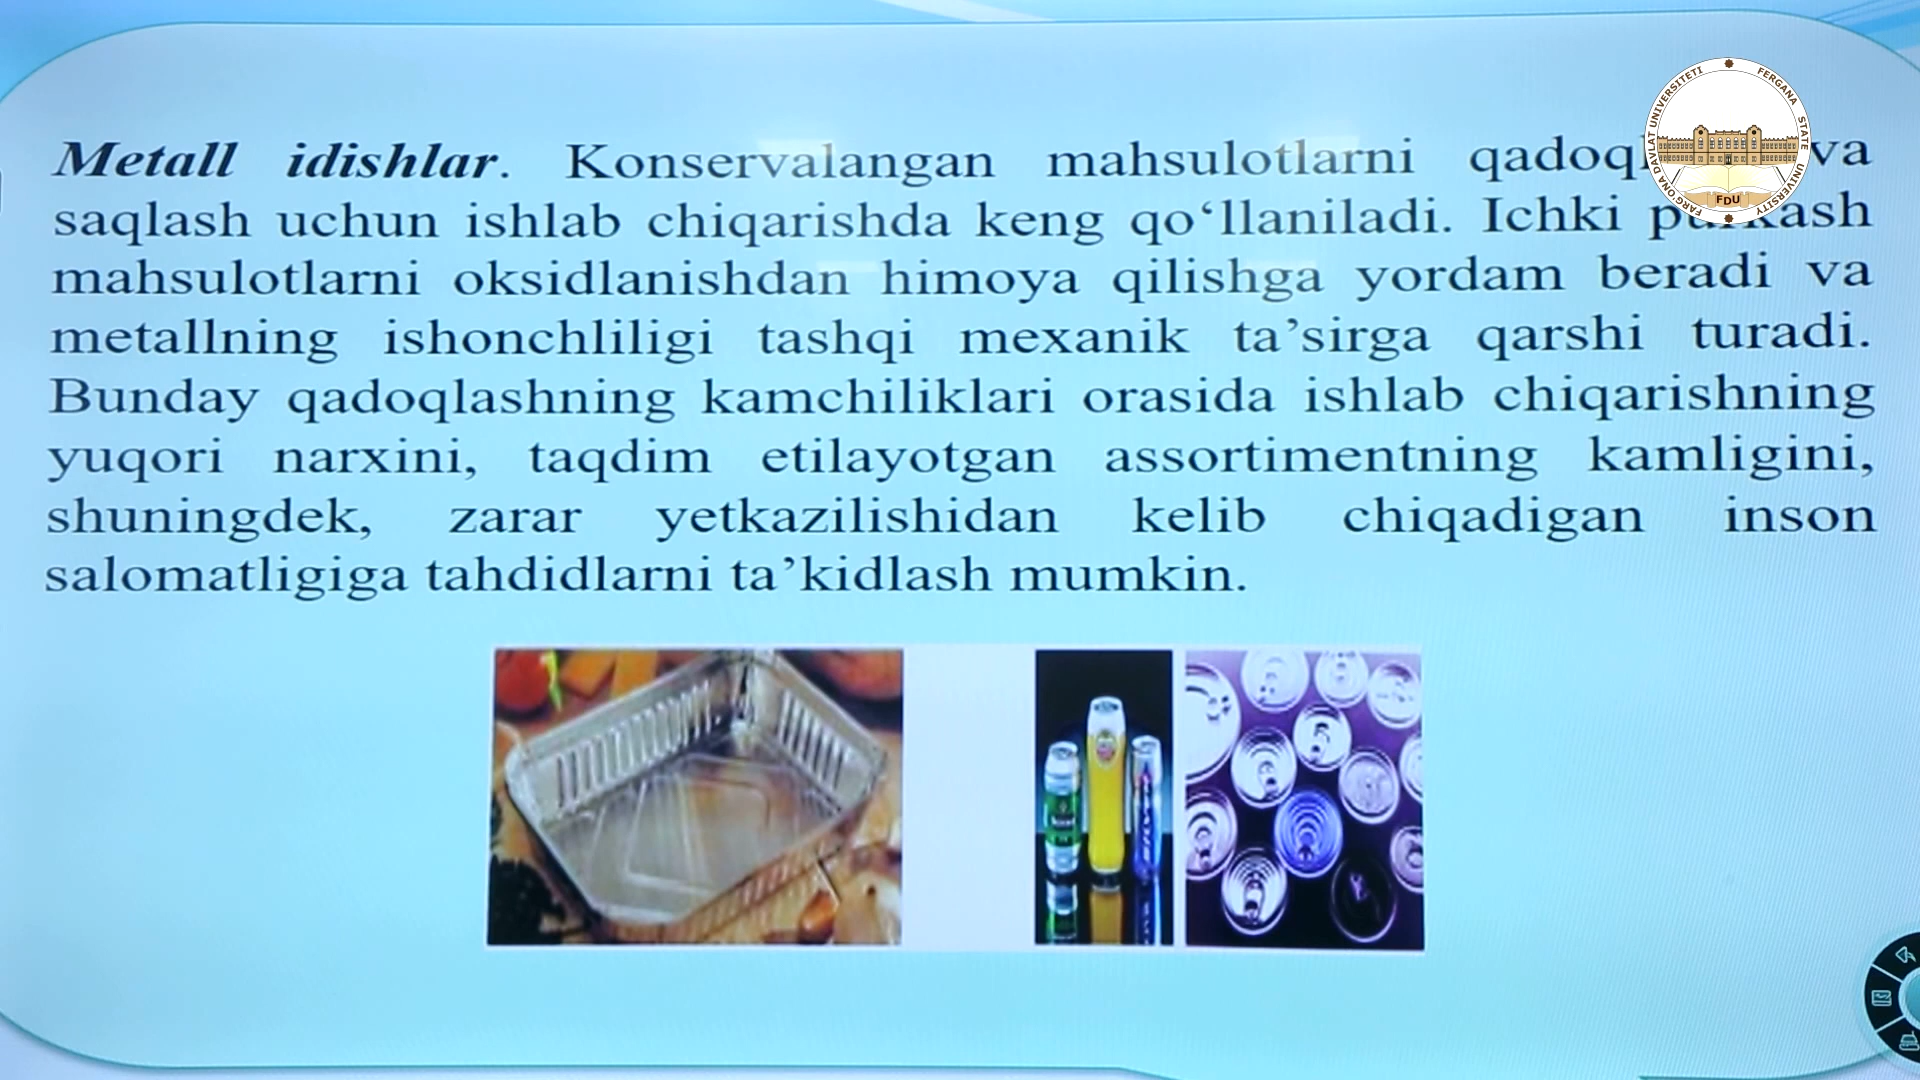 Metall idishlar. Konservalangan mahsulotlarni va
saqlash uchun ishlab chiqarishda keng qo‘llaniladi. Ichki
mahsulotlarni oksidlanishdan himoya qilishga yordam beradi va
metallning ishonchliligi tashqi mexanik ta’sirga qarshi turadi.
Bunday qadoqlashning kamchiliklari orasida ishlab chiqarishning
yuqori narxini, taqdim etilayotgan assortimentning kamligini,
shuningdek, zarar yetkazilishidan kelib chiqadigan inson
salomatligiga tahdidlarni ta’kidlash mumkin.
FARG‘ONA DAVLAT UNIVERSITETI
FERGANA STATE UNIVERSITY
FDU